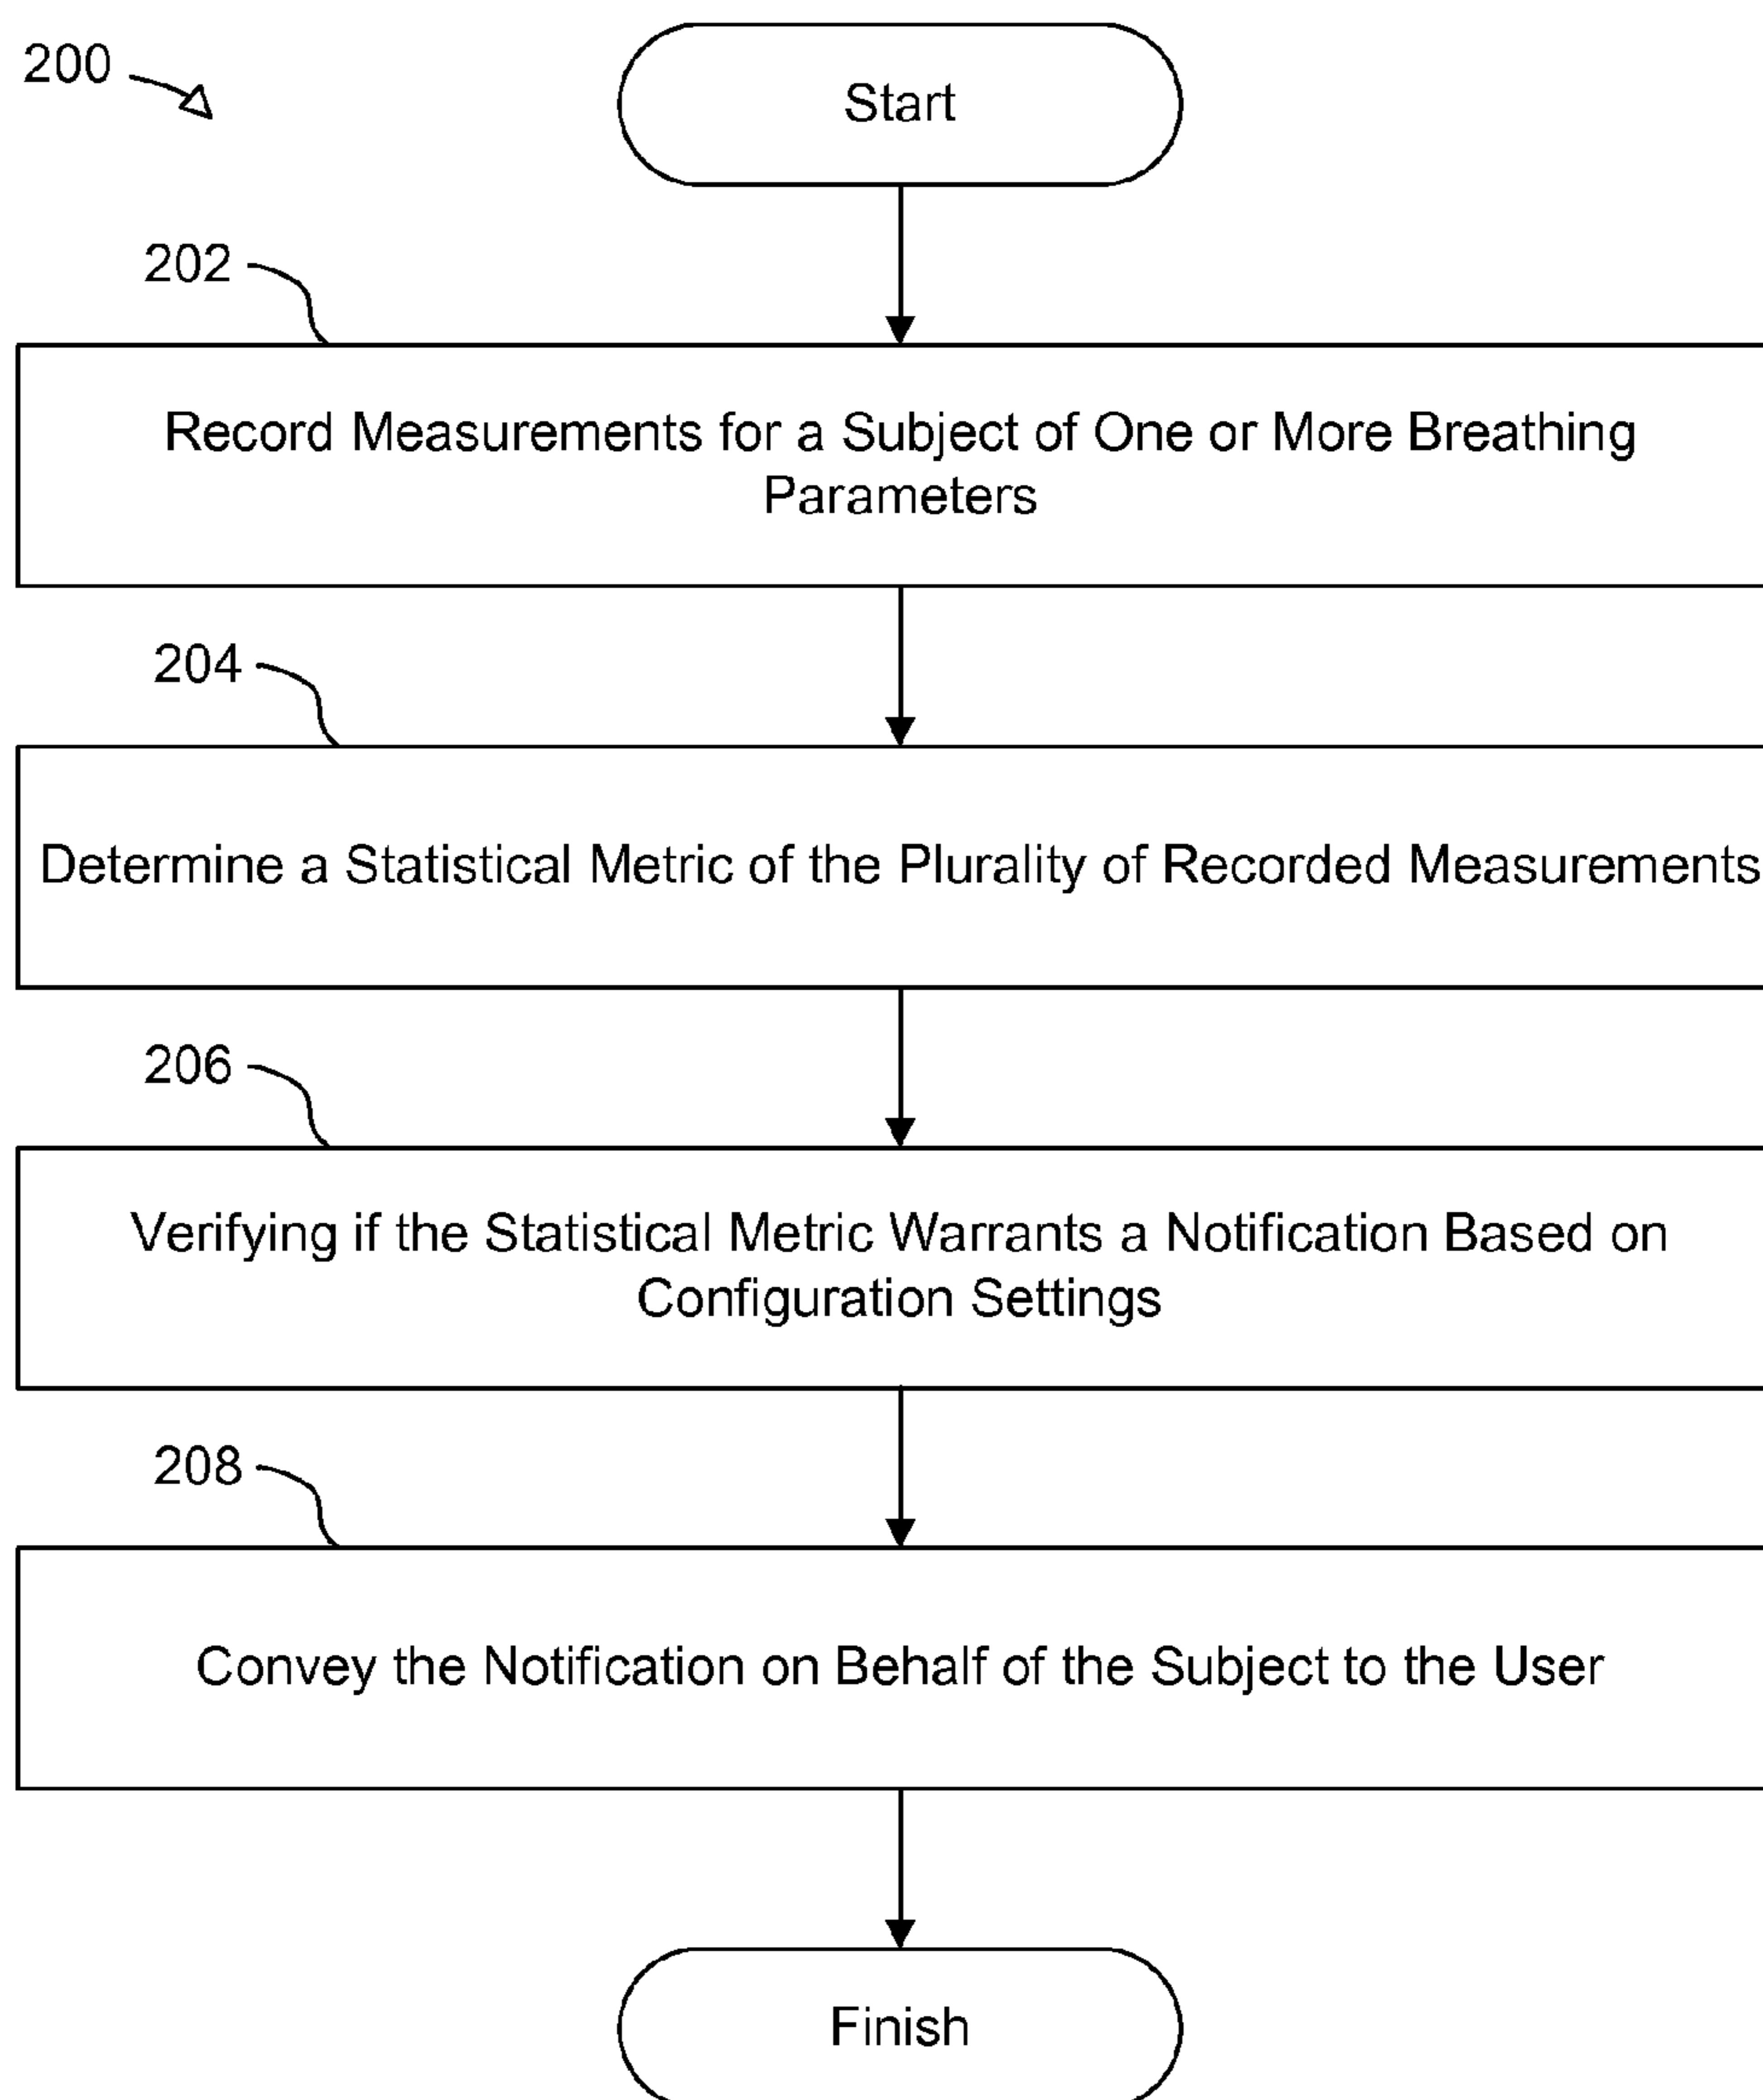 200
Start
202
Record Measurements for a Subject of One or More Breathing
Parameters
204
Determine a Statistical Metric of the Plurality of Recorded Measurements
206
Verifying if the Statistical Metric Warrants a Notification Based on
Configuration Settings
208
Convey the Notification on Behalf of the Subject to the User
Finish